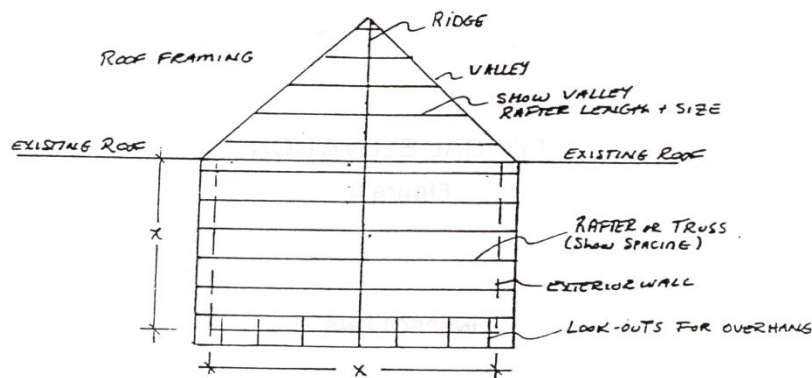 RIDGE
ROOF FRAMING
VALLEY
SHOW VALLEY
RAFTER LENGTH + SIZE
EXISTING ROOF
EXISTING ROOF
X
RAFTER OR TRUSS
(SHOW SPACING)
EXTERIOR WALL
LOOK-OUTS FOR OVERHANG
X